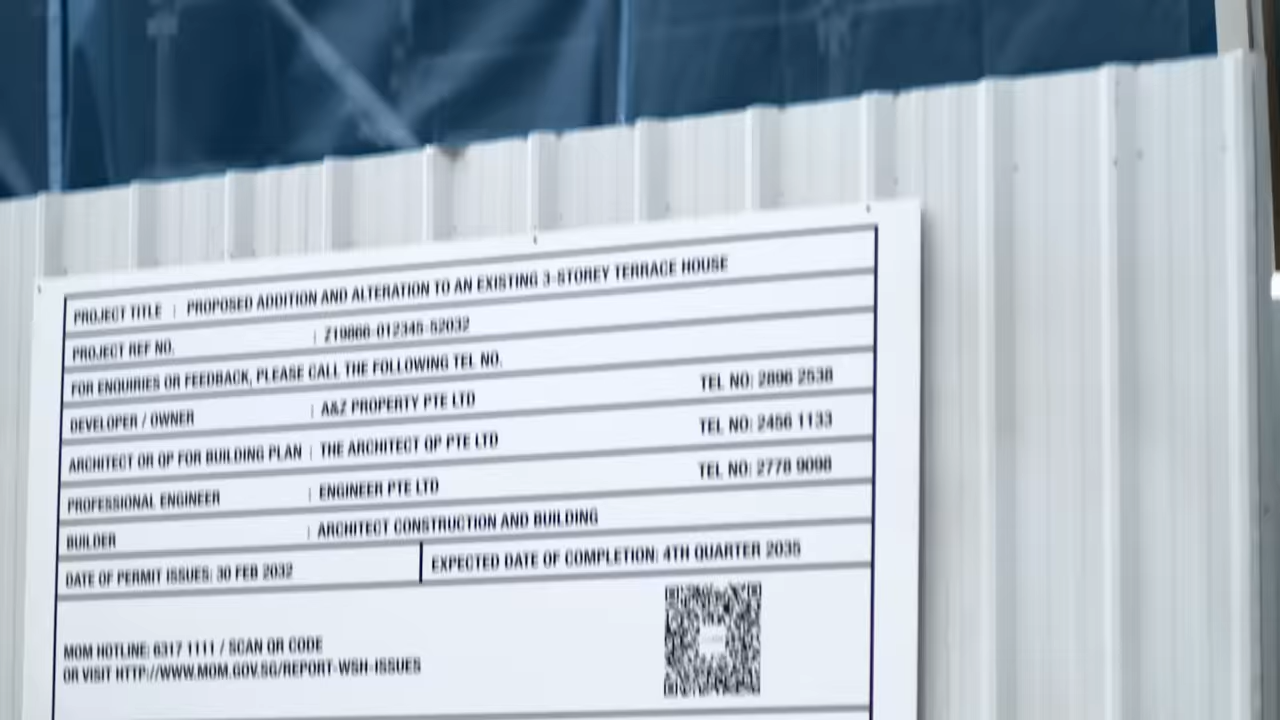 PROJECT TITLE | PROPOSED ADDITION AND ALTERATION TO AN EXISTING 3-STOREY TERRACE HOUSE
PROJECT REF NO. | Z19866-012345-52032
FOR ENQUIRIES OR FEEDBACK, PLEASE CALL THE FOLLOWING TEL NO.
DEVELOPER / OWNER | A&Z PROPERTY PTE LTD TEL NO: 2896 2538
ARCHITECT OR QP FOR BUILDING PLAN | THE ARCHITECT QP PTE LTD TEL NO: 2456 1133
PROFESSIONAL ENGINEER | ENGINEER PTE LTD TEL NO: 2778 9098
BUILDER | ARCHITECT CONSTRUCTION AND BUILDING
DATE OF PERMIT ISSUES: 30 FEB 2032 EXPECTED DATE OF COMPLETION: 4TH QUARTER 2035
MOM HOTLINE: 6317 1111 / SCAN QR CODE
OR VISIT HTTP://WWW.MOM.GOV.SG/REPORT-WSH-ISSUES